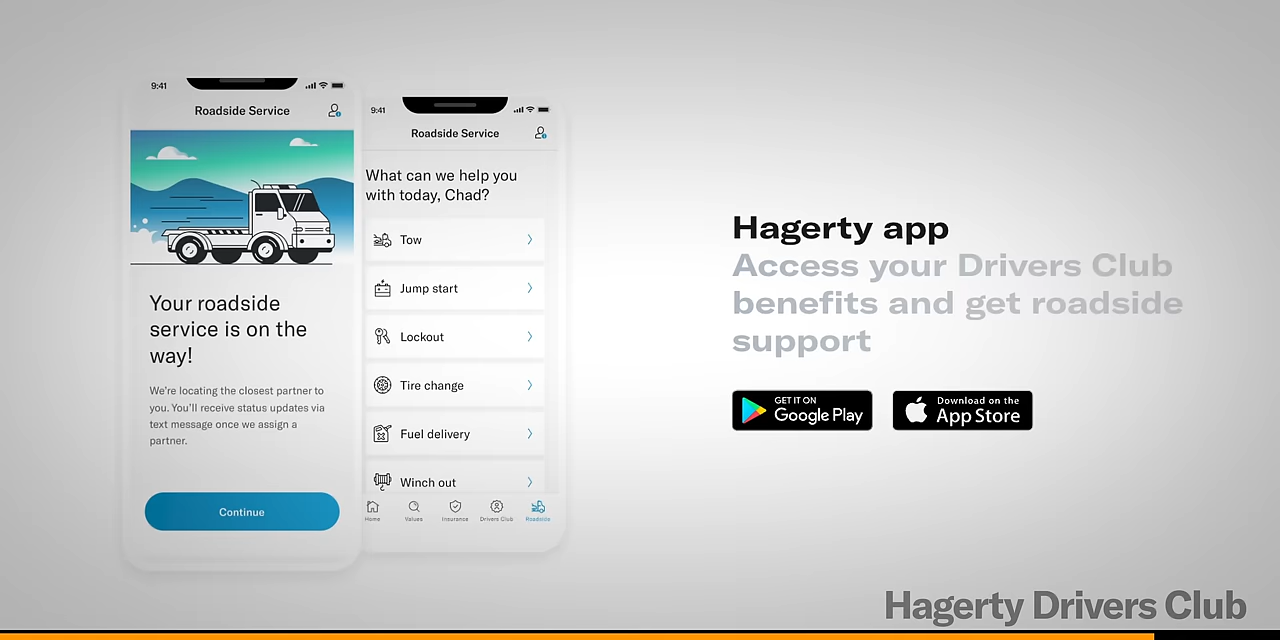 9:41
Roadside Service
Your roadside
service is on the
way!
We're locating the closest partner to
you. You'll receive status updates via
text message once we assign a
partner.
Continue
9:41
Roadside Service
What can we help you
with today, Chad?
Tow
Jump start
Lockout
Tire change
Fuel delivery
Winch out
Home
Values
Insurance
Drivers Club
Roadside
Hagerty app
Access your Drivers Club
benefits and get roadside
support
GET IT ON
Google Play
Download on the
App Store
Hagerty Drivers Club